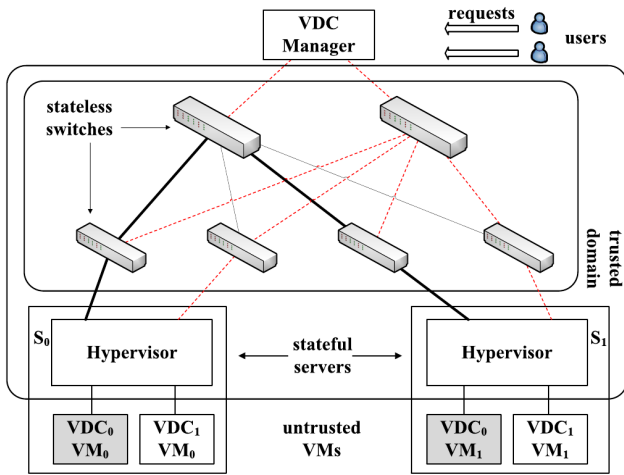 VDC
Manager
requests
users
stateless
switches
trusted
domain
S₀
Hypervisor
stateful
servers
Hypervisor
S₁
VDC₀
VM₀
VDC₁
VM₀
untrusted
VMs
VDC₀
VM₁
VDC₁
VM₁